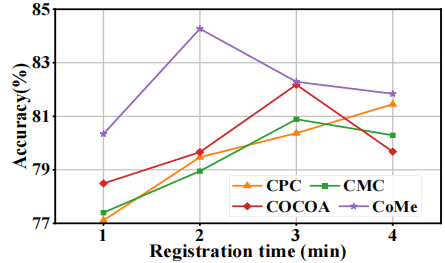 85
83
81
79
77
Accuracy(%)
CPC CMC
COCOA CoMe
1 2 3 4
Registration time (min)